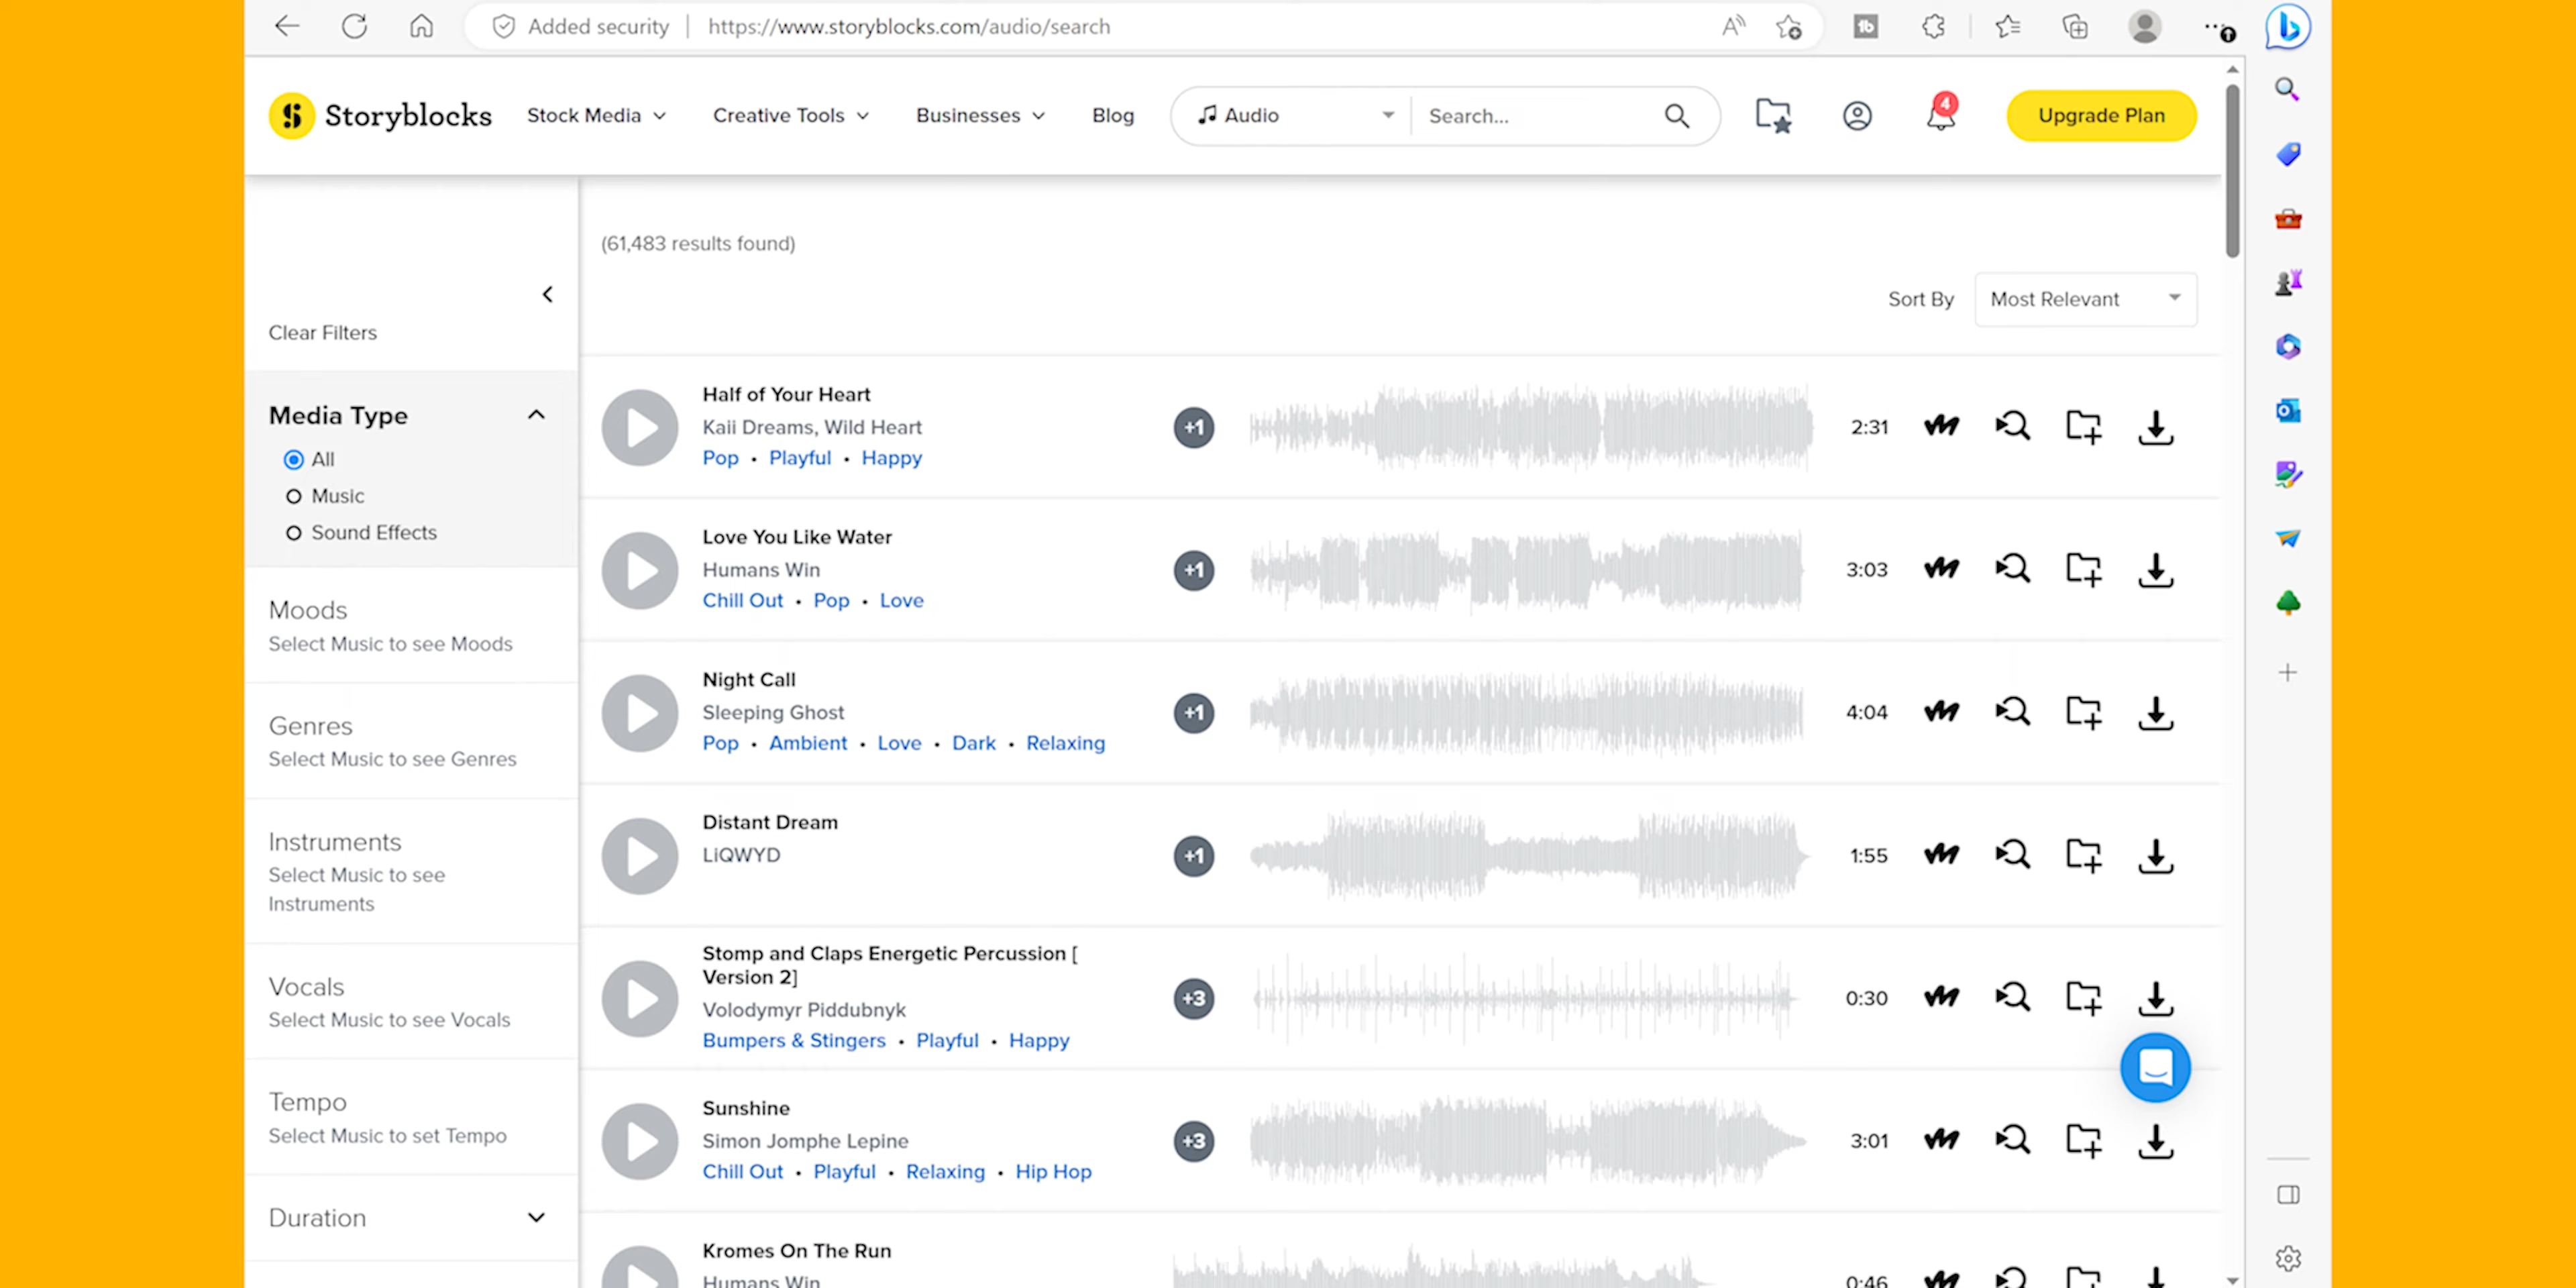 Added security https://www.storyblocks.com/audio/search
Storyblocks Stock Media Creative Tools Businesses Blog Audio Search... 4 Upgrade Plan
(61,483 results found)
Sort By Most Relevant
Clear Filters
Media Type
All
Music
Sound Effects
Moods
Select Music to see Moods
Genres
Select Music to see Genres
Instruments
Select Music to see
Instruments
Vocals
Select Music to see Vocals
Tempo
Select Music to set Tempo
Duration
Half of Your Heart
Kaii Dreams, Wild Heart
Pop • Playful • Happy
+1 2:31
Love You Like Water
Humans Win
Chill Out • Pop • Love
+1 3:03
Night Call
Sleeping Ghost
Pop • Ambient • Love • Dark • Relaxing
+1 4:04
Distant Dream
LiQWYD
+1 1:55
Stomp and Claps Energetic Percussion [
Version 2]
Volodymyr Piddubnyk
Bumpers & Stingers • Playful • Happy
+3 0:30
Sunshine
Simon Jomphe Lepine
Chill Out • Playful • Relaxing • Hip Hop
+3 3:01
Kromes On The Run
Humans Win
0:46